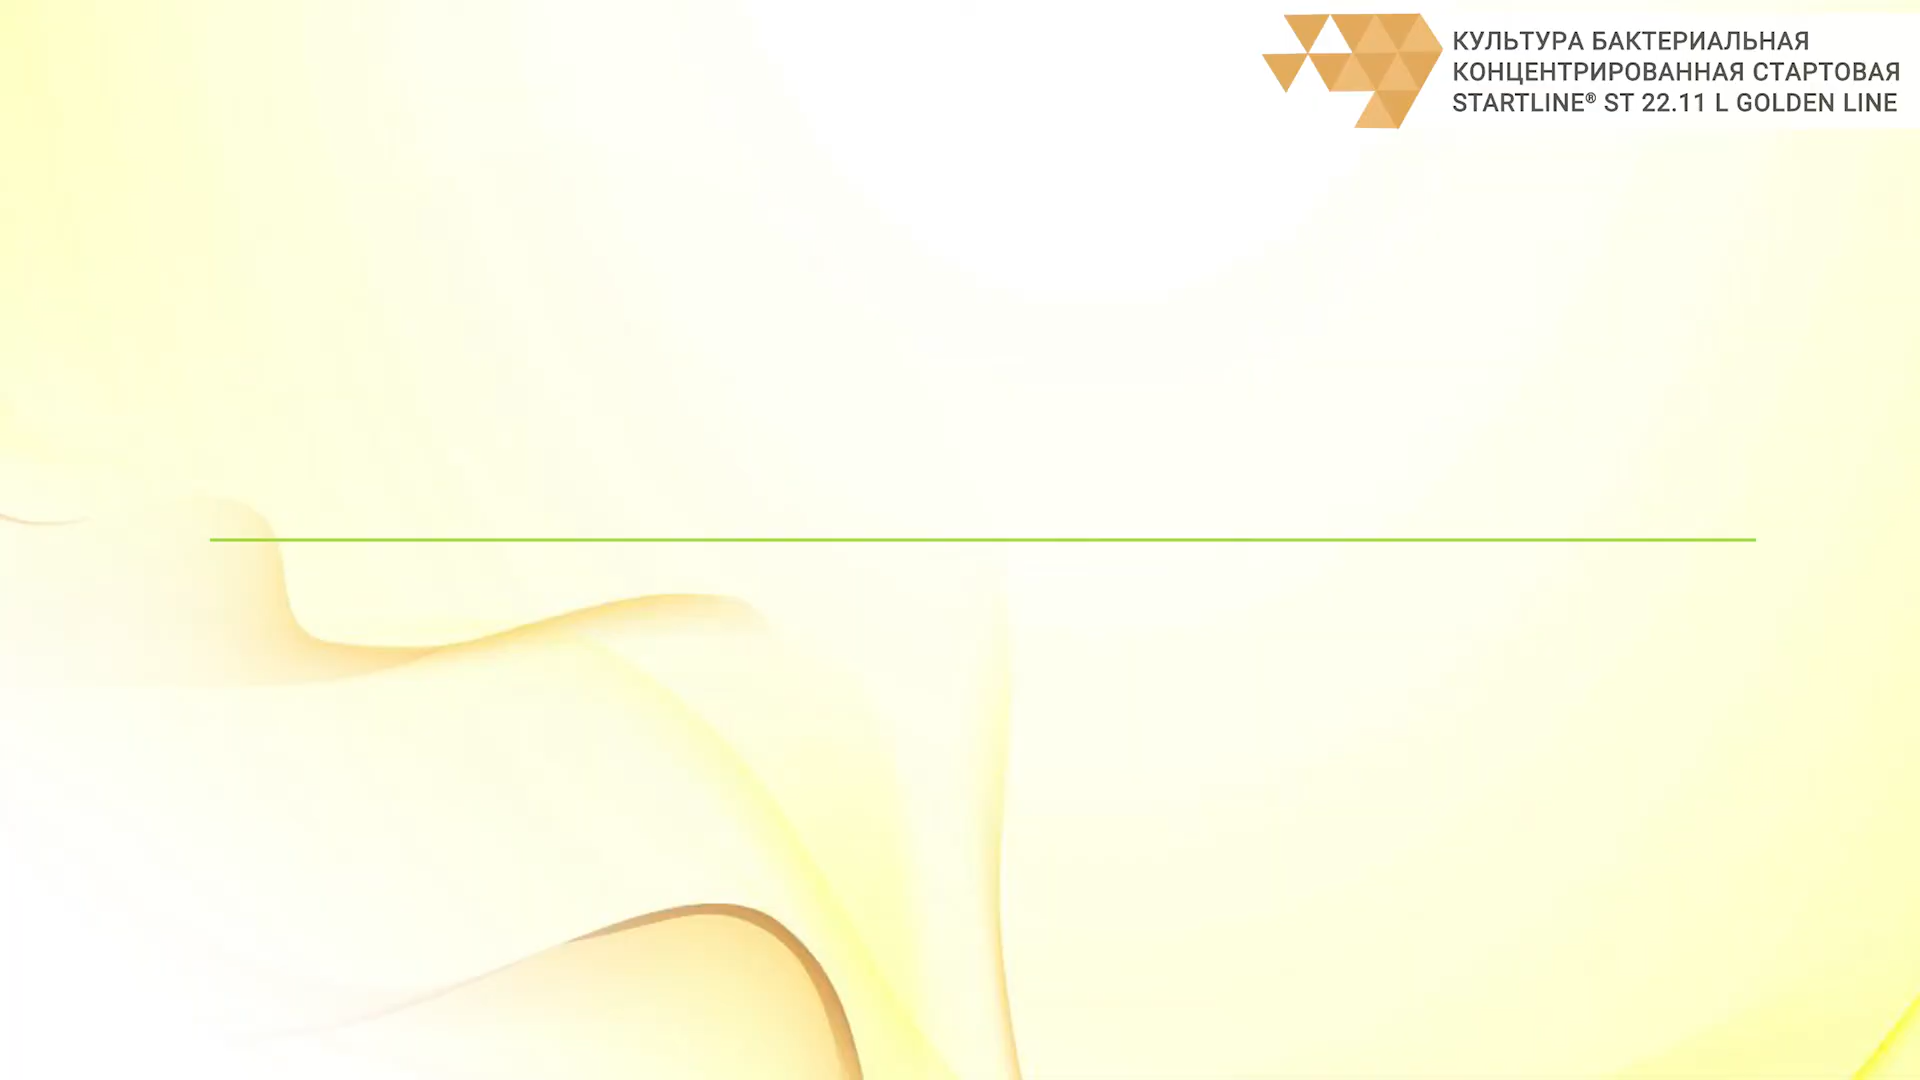 КУЛЬТУРА БАКТЕРИАЛЬНАЯ
КОНЦЕНТРИРОВАННАЯ СТАРТОВАЯ
STARTLINE® ST 22.11 L GOLDEN LINE